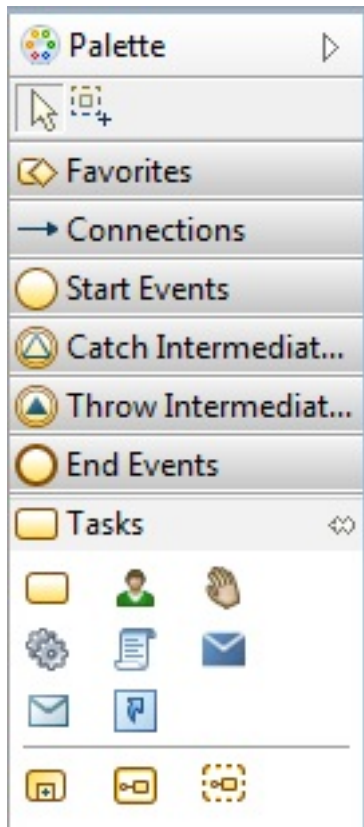 Palette
Favorites
Connections
Start Events
Catch Intermediat...
Throw Intermediat...
End Events
Tasks